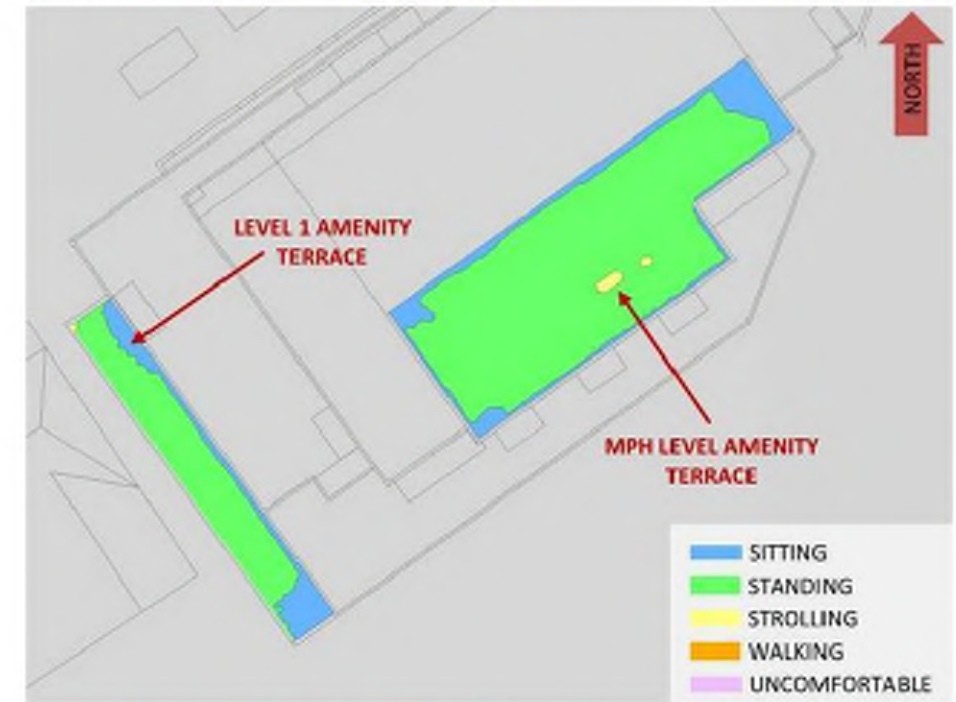 NORTH
LEVEL 1 AMENITY
TERRACE
MPH LEVEL AMENITY
TERRACE
SITTING
STANDING
STROLLING
WALKING
UNCOMFORTABLE